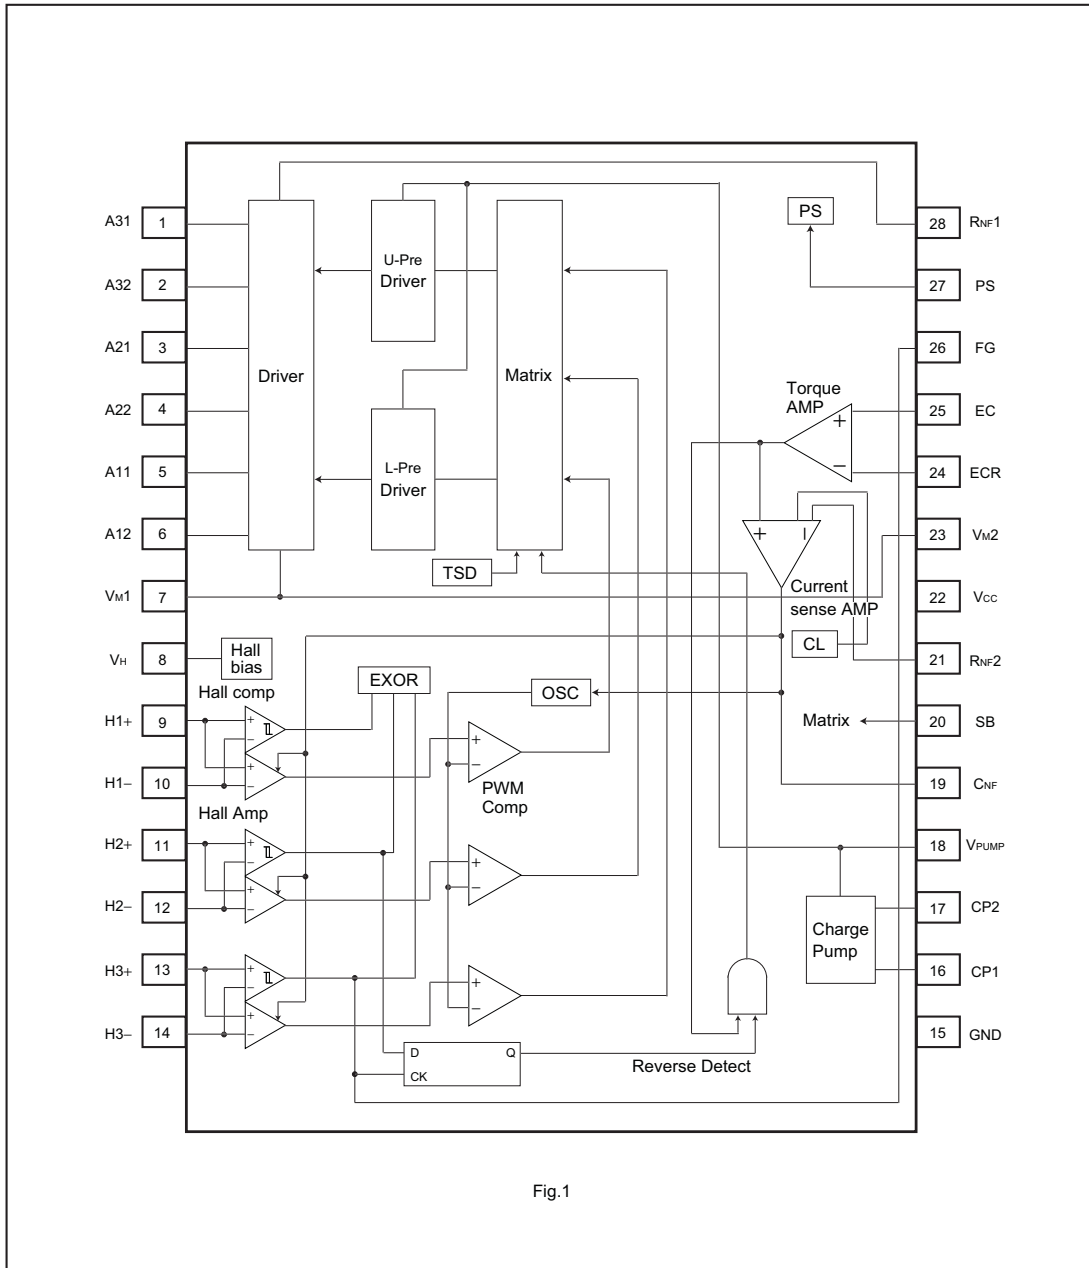 A31 1
A32 2
A21 3
A22 4
A11 5
A12 6
VM1 7
VH 8
H1+ 9
H1− 10
H2+ 11
H2− 12
H3+ 13
H3− 14
28 RNF1
27 PS
26 FG
25 EC
24 ECR
23 VM2
22 VCC
21 RNF2
20 SB
19 CNF
18 VPUMP
17 CP2
16 CP1
15 GND
Driver
U-Pre
Driver
L-Pre
Driver
Matrix
TSD
PS
Torque
AMP
+
−
+
−
Current
sense AMP
CL
Matrix
Hall
bias
Hall comp
EXOR
OSC
+
−
+
−
+
−
PWM
Comp
Hall Amp
+
−
+
−
+
−
+
−
+
−
+
−
+
−
+
−
Charge
Pump
D Q
CK
Reverse Detect
Fig.1